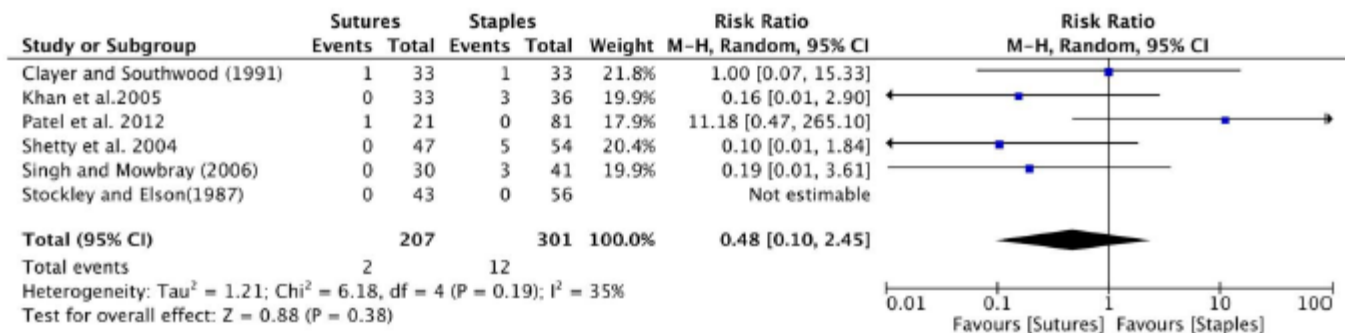 Sutures Staples Risk Ratio Risk Ratio
Study or Subgroup Events Total Events Total Weight M-H, Random, 95% CI M-H, Random, 95% CI
Clayer and Southwood (1991) 1 33 1 33 21.8% 1.00 [0.07, 15.33]
Khan et al.2005 0 33 3 36 19.9% 0.16 [0.01, 2.90]
Patel et al. 2012 1 21 0 81 17.9% 11.18 [0.47, 265.10]
Shetty et al. 2004 0 47 5 54 20.4% 0.10 [0.01, 1.84]
Singh and Mowbray (2006) 0 30 3 41 19.9% 0.19 [0.01, 3.61]
Stockley and Elson(1987) 0 43 0 56 Not estimable
Total (95% CI) 207 301 100.0% 0.48 [0.10, 2.45]
Total events 2 12
Heterogeneity: Tau² = 1.21; Chi² = 6.18, df = 4 (P = 0.19); I² = 35%
Test for overall effect: Z = 0.88 (P = 0.38)
0.01 0.1 1 10 100
Favours [Sutures] Favours [Staples]